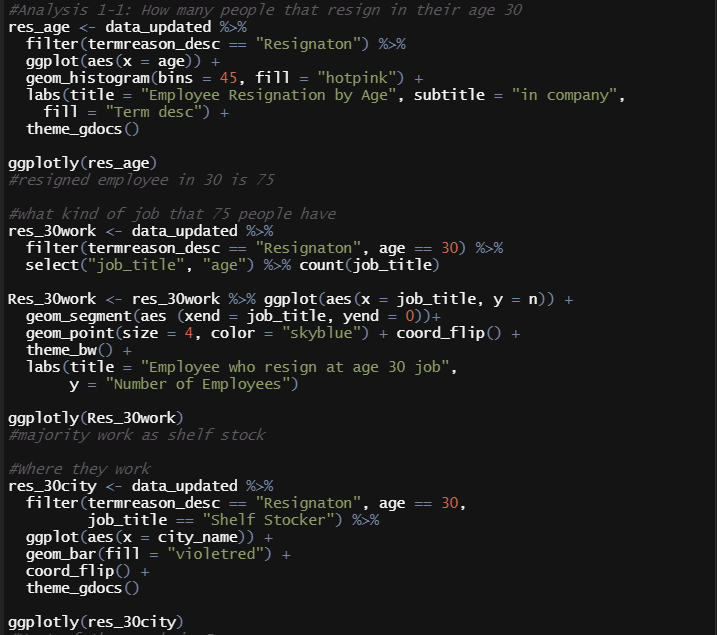 #Analysis 1-1: How many people that resign in their age 30
res_age <- data_updated %>%
  filter(termreason_desc == "Resignaton") %>%
  ggplot(aes(x = age)) +
  geom_histogram(bins = 45, fill = "hotpink") +
  labs(title = "Employee Resignation by Age", subtitle = "in company",
    fill = "Term desc") +
  theme_gdocs()
ggplotly(res_age)
#resigned employee in 30 is 75
#what kind of job that 75 people have
res_30work <- data_updated %>%
  filter(termreason_desc == "Resignaton", age == 30) %>%
  select("job_title", "age") %>% count(job_title)
Res_30work <- res_30work %>% ggplot(aes(x = job_title, y = n)) +
  geom_segment(aes (xend = job_title, yend = 0))+
  geom_point(size = 4, color = "skyblue") + coord_flip() +
  theme_bw() +
  labs(title = "Employee who resign at age 30 job",
       y = "Number of Employees")
ggplotly(Res_30work)
#majority work as shelf stock
#Where they work
res_30city <- data_updated %>%
  filter(termreason_desc == "Resignaton", age == 30,
         job_title == "Shelf Stocker") %>%
  ggplot(aes(x = city_name)) +
  geom_bar(fill = "violetred") +
  coord_flip() +
  theme_gdocs()
ggplotly(res_30city)